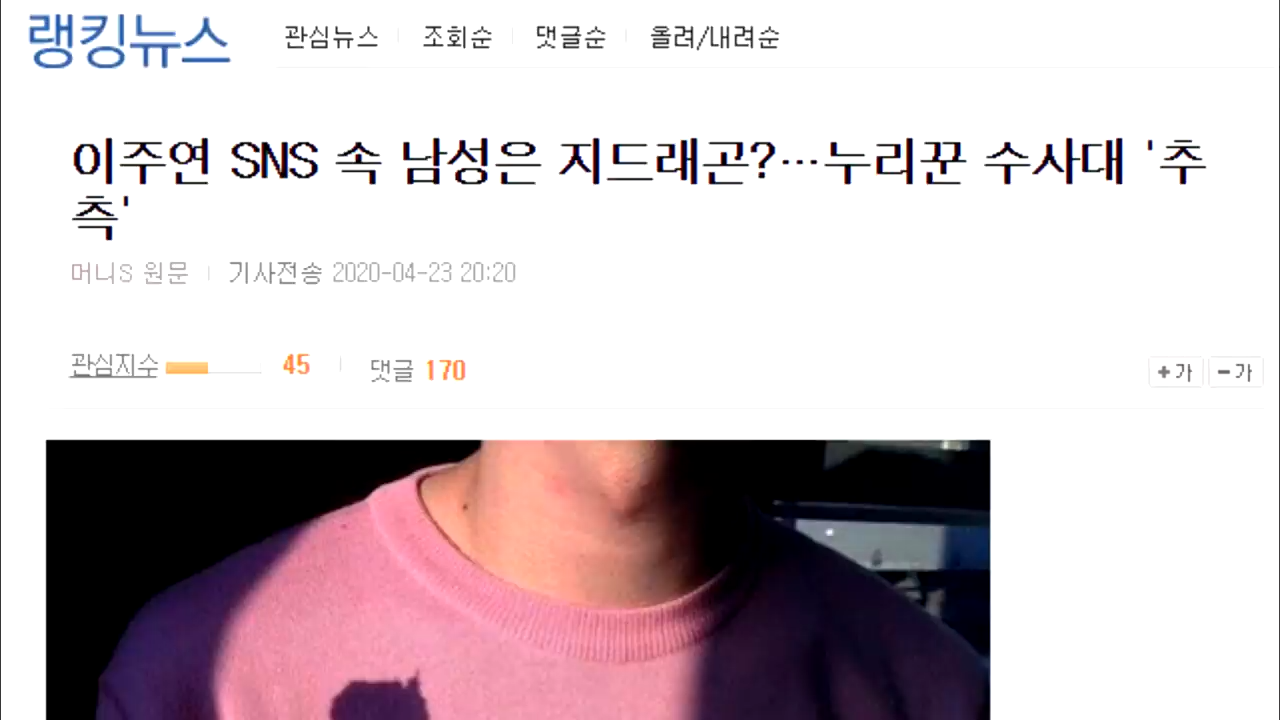 랭킹뉴스
관심뉴스 조회순 댓글순 올려/내려순
이주연 SNS 속 남성은 지드래곤?…누리꾼 수사대 '추
측'
머니S 원문 기사전송 2020-04-23 20:20
관심지수 45 댓글 170 +가 -가